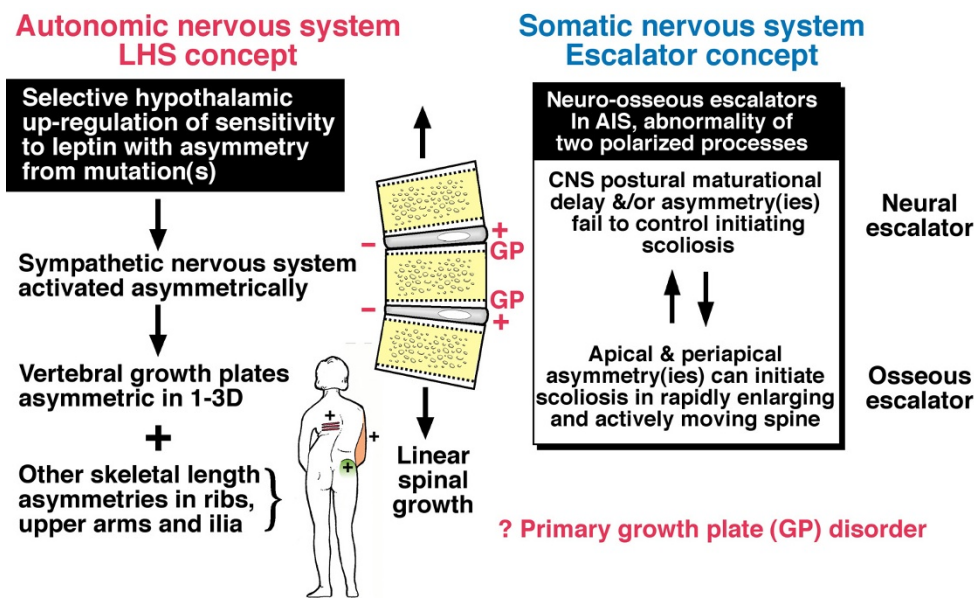 Autonomic nervous system
LHS concept
Selective hypothalamic
up-regulation of sensitivity
to leptin with asymmetry
from mutation(s)
Sympathetic nervous system
activated asymmetrically
Vertebral growth plates
asymmetric in 1-3D
+
Other skeletal length
asymmetries in ribs,
upper arms and ilia
+
+
+
– +
GP
GP
– +
Linear
spinal
growth
Somatic nervous system
Escalator concept
Neuro-osseous escalators
In AIS, abnormality of
two polarized processes
CNS postural maturational
delay &/or asymmetry(ies)
fail to control initiating
scoliosis
Apical & periapical
asymmetry(ies) can initiate
scoliosis in rapidly enlarging
and actively moving spine
Neural
escalator
Osseous
escalator
? Primary growth plate (GP) disorder